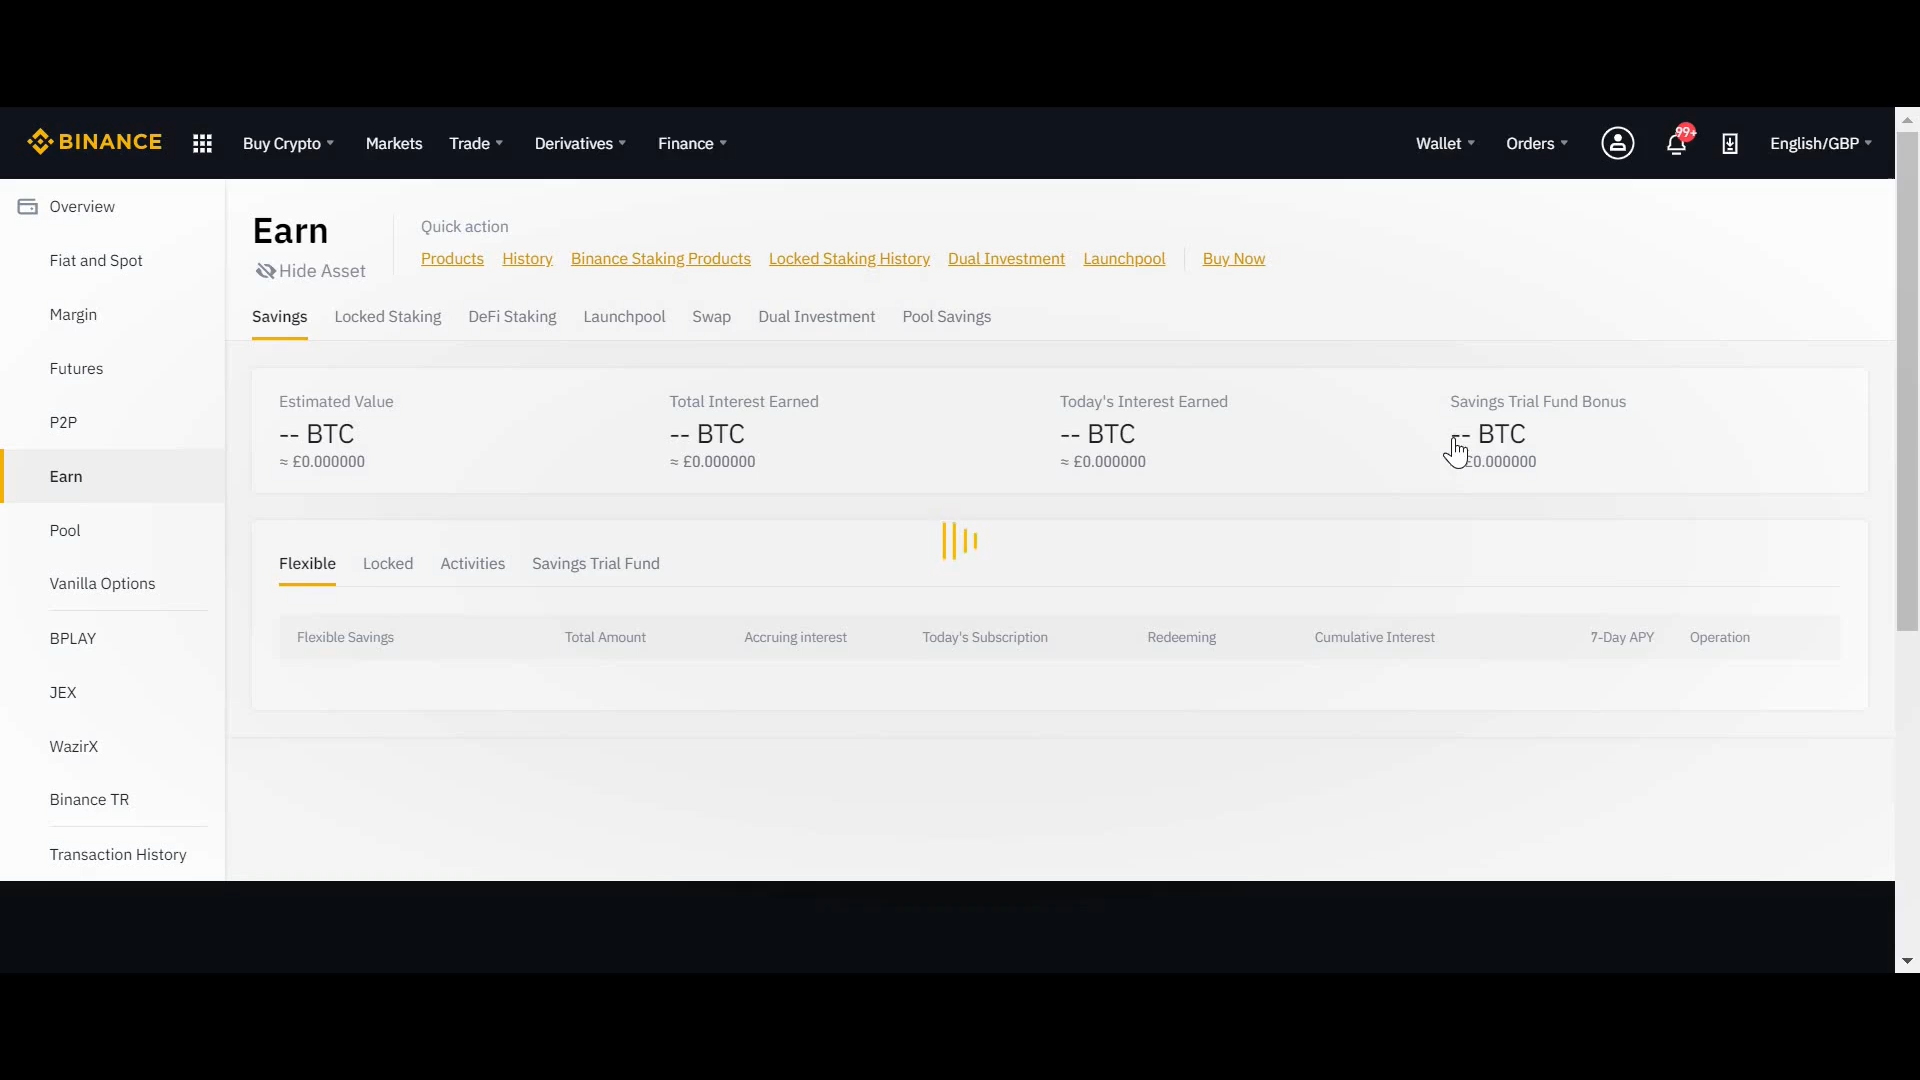 BINANCE Buy Crypto Markets Trade Derivatives Finance Wallet Orders 99+ English/GBP
Overview
Fiat and Spot
Margin
Futures
P2P
Earn
Pool
Vanilla Options
BPLAY
JEX
WazirX
Binance TR
Transaction History
Earn
Hide Asset
Quick action
Products History Binance Staking Products Locked Staking History Dual Investment Launchpool Buy Now
Savings Locked Staking DeFi Staking Launchpool Swap Dual Investment Pool Savings
Estimated Value Total Interest Earned Today's Interest Earned Savings Trial Fund Bonus
-- BTC -- BTC -- BTC -- BTC
≈ £0.000000 ≈ £0.000000 ≈ £0.000000 £0.000000
Flexible Locked Activities Savings Trial Fund
Flexible Savings Total Amount Accruing interest Today's Subscription Redeeming Cumulative Interest 7-Day APY Operation